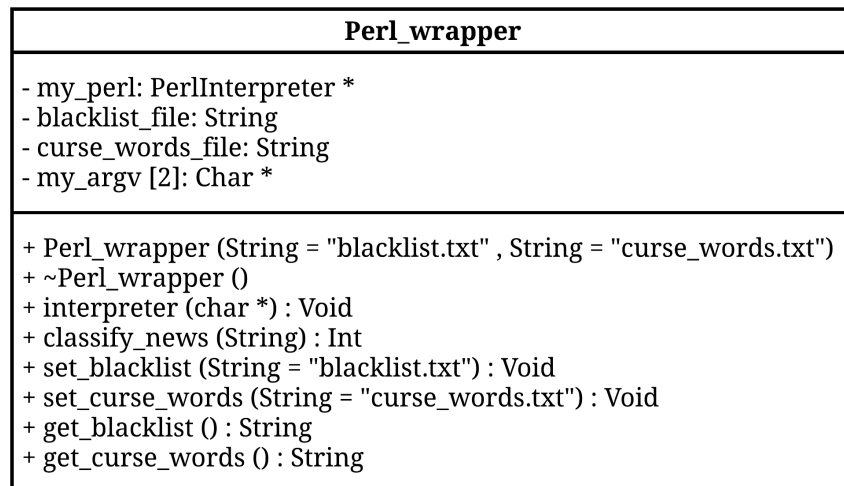 Perl_wrapper
- my_perl: PerlInterpreter *
- blacklist_file: String
- curse_words_file: String
- my_argv [2]: Char *
+ Perl_wrapper (String = "blacklist.txt" , String = "curse_words.txt")
+ ~Perl_wrapper ()
+ interpreter (char *) : Void
+ classify_news (String) : Int
+ set_blacklist (String = "blacklist.txt") : Void
+ set_curse_words (String = "curse_words.txt") : Void
+ get_blacklist () : String
+ get_curse_words () : String